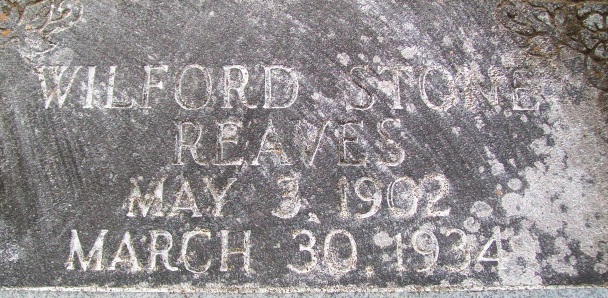 WILFORD STONE
REAVES
MAY 3, 1902
MARCH 30, 1934